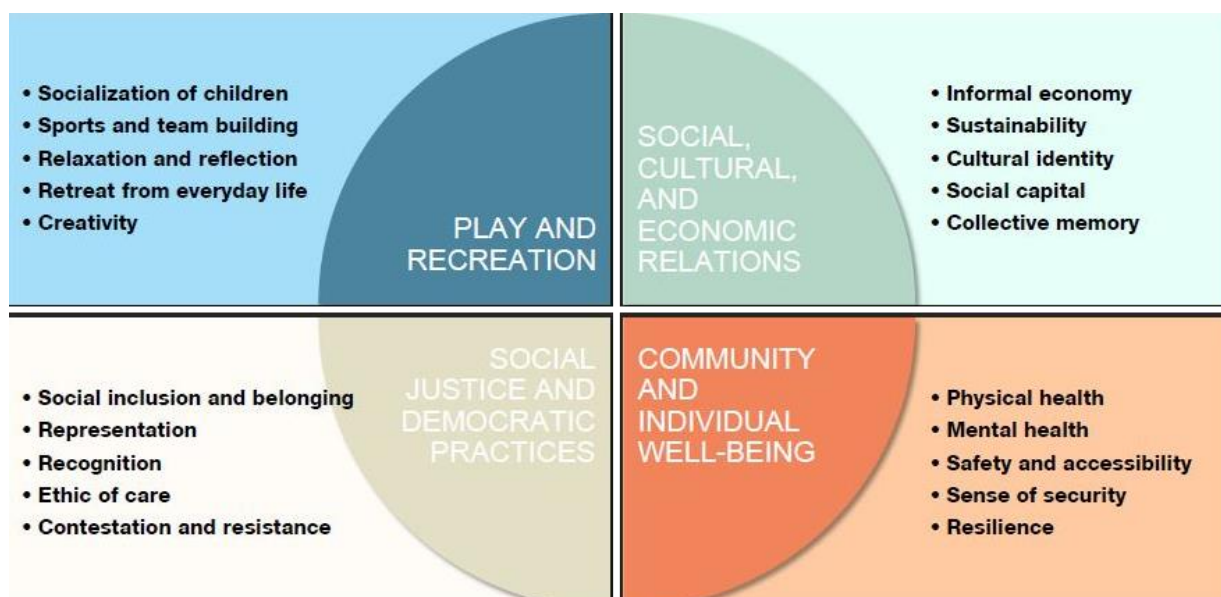 • Socialization of children
• Sports and team building
• Relaxation and reflection
• Retreat from everyday life
• Creativity
PLAY AND
RECREATION
SOCIAL,
CULTURAL,
AND
ECONOMIC
RELATIONS
• Informal economy
• Sustainability
• Cultural identity
• Social capital
• Collective memory
• Social inclusion and belonging
• Representation
• Recognition
• Ethic of care
• Contestation and resistance
SOCIAL
JUSTICE AND
DEMOCRATIC
PRACTICES
COMMUNITY
AND
INDIVIDUAL
WELL-BEING
• Physical health
• Mental health
• Safety and accessibility
• Sense of security
• Resilience